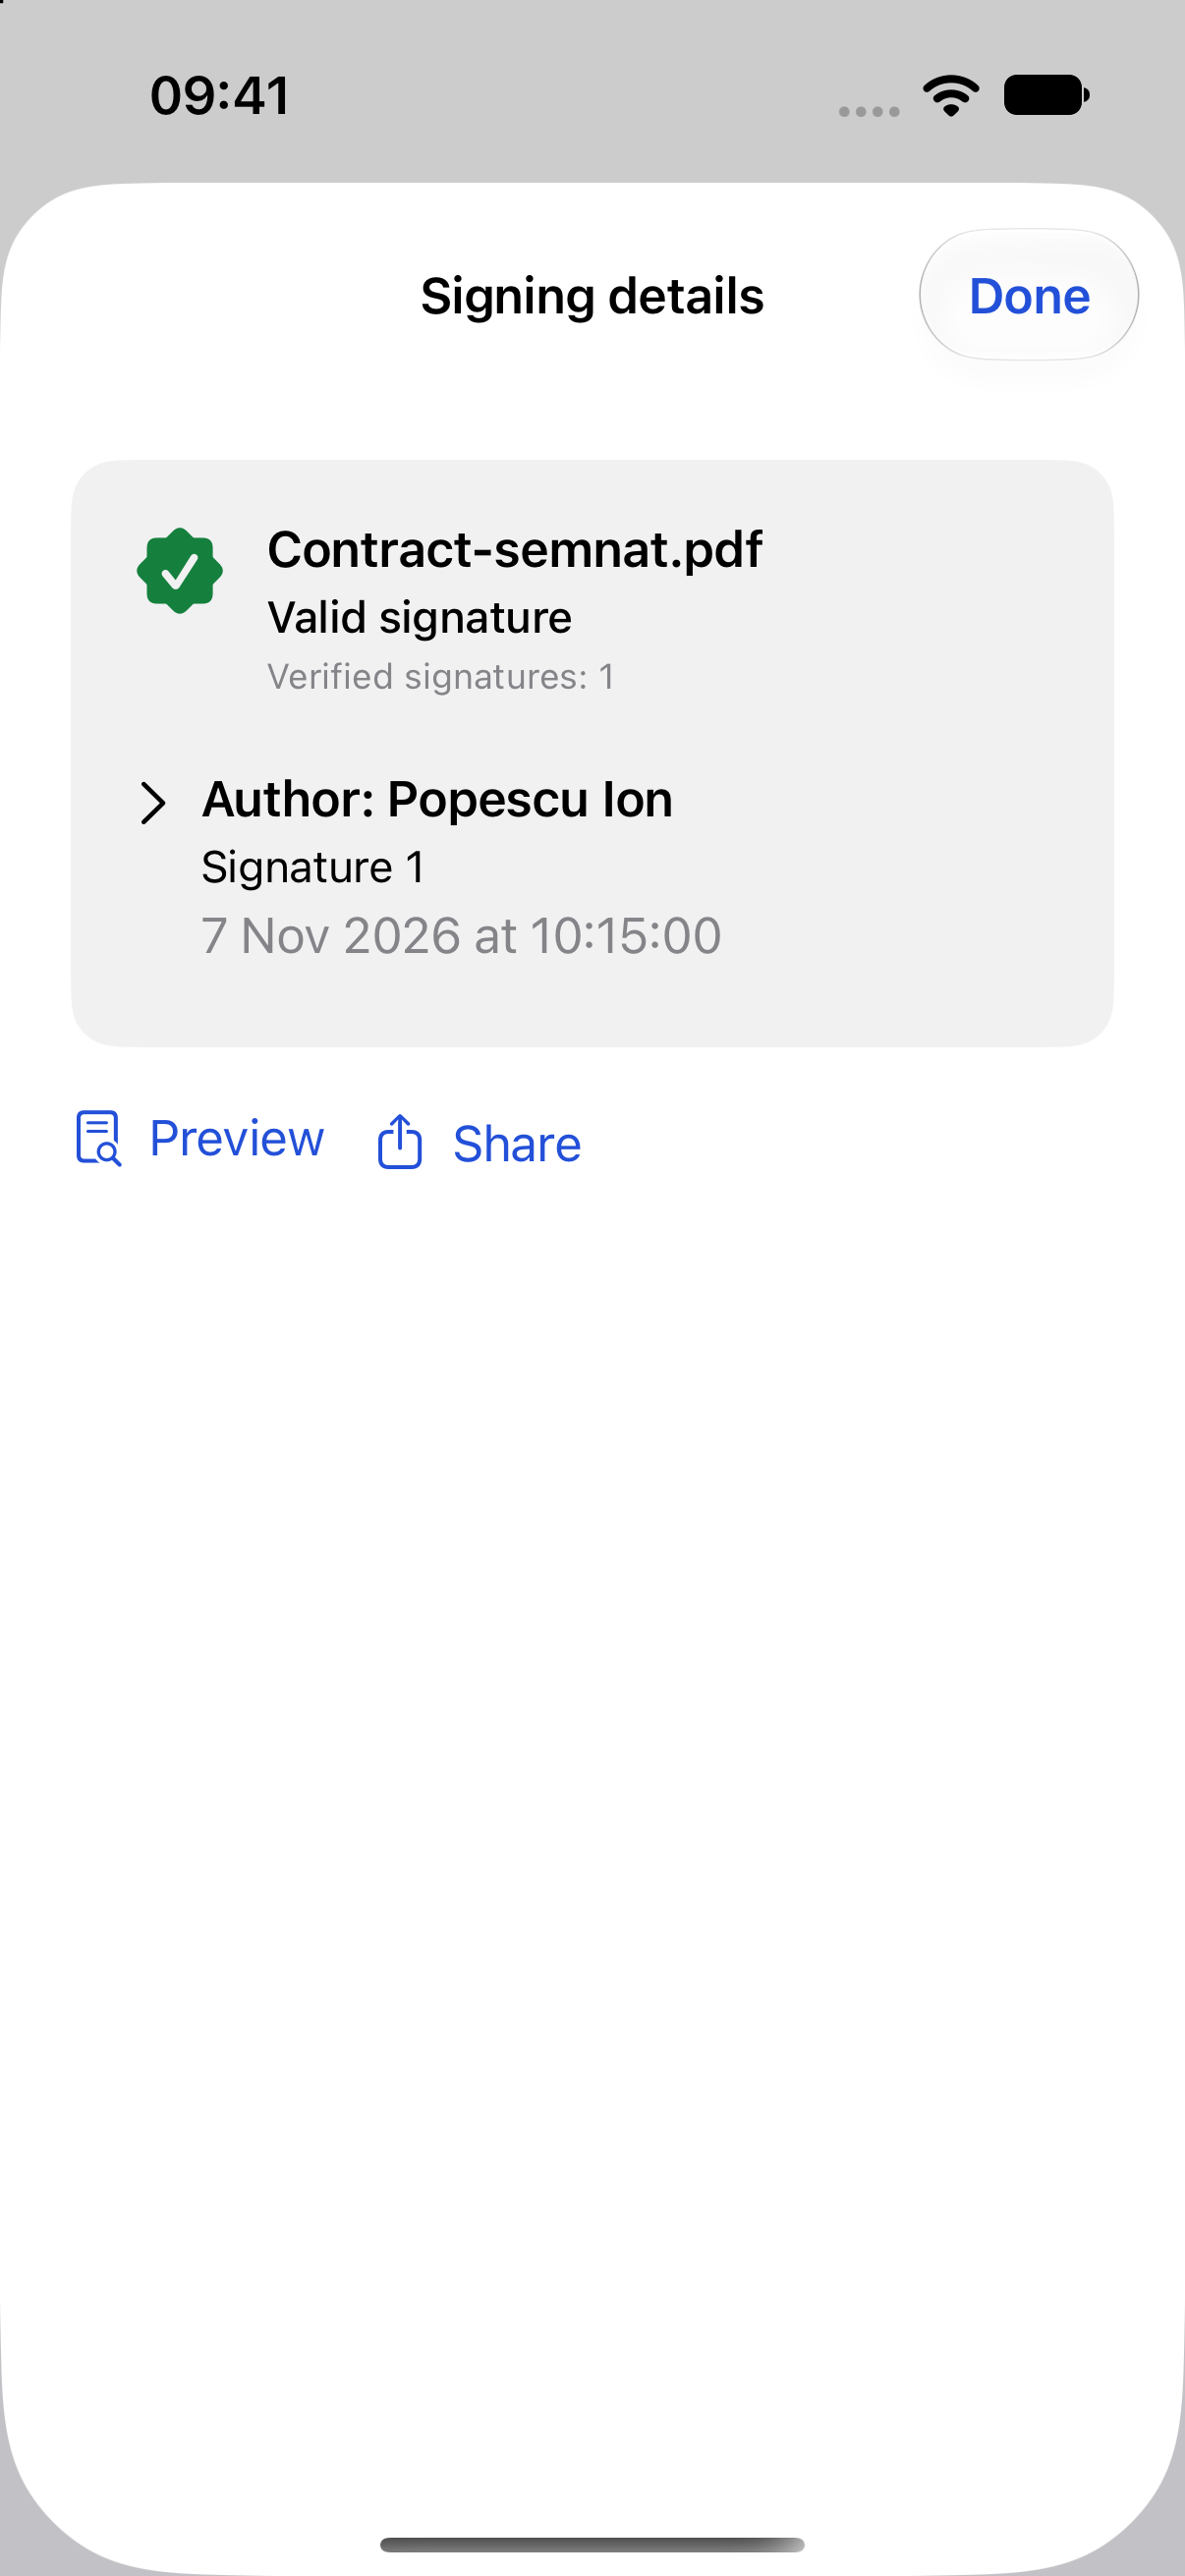 09:41
Signing details
Done
Contract-semnat.pdf
Valid signature
Verified signatures: 1
Author: Popescu Ion
Signature 1
7 Nov 2026 at 10:15:00
Preview
Share